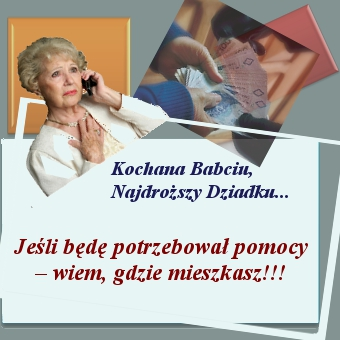 Kochana Babciu,
Najdroższy Dziadku...
Jeśli będę potrzebował pomocy
– wiem, gdzie mieszkasz!!!